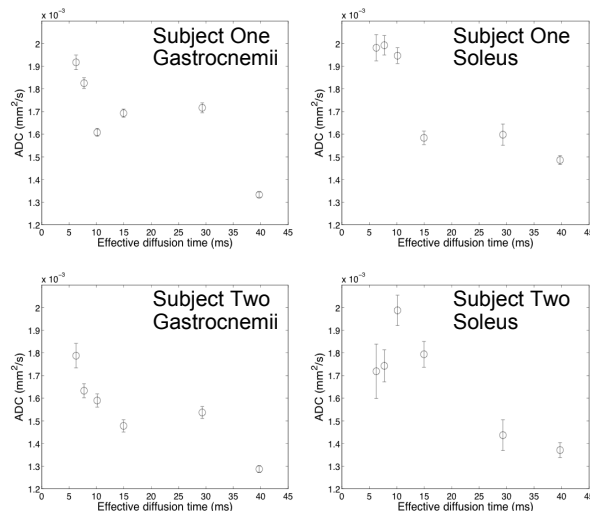 x 10⁻³
Subject One
Gastrocnemii
2
1.9
1.8
1.7
1.6
1.5
1.4
1.3
1.2
ADC (mm²/s)
0 5 10 15 20 25 30 35 40 45
Effective diffusion time (ms)
x 10⁻³
Subject One
Soleus
2
1.9
1.8
1.7
1.6
1.5
1.4
1.3
1.2
ADC (mm²/s)
0 5 10 15 20 25 30 35 40 45
Effective diffusion time (ms)
x 10⁻³
Subject Two
Gastrocnemii
2
1.9
1.8
1.7
1.6
1.5
1.4
1.3
1.2
ADC (mm²/s)
0 5 10 15 20 25 30 35 40 45
Effective diffusion time (ms)
x 10⁻³
Subject Two
Soleus
2
1.9
1.8
1.7
1.6
1.5
1.4
1.3
1.2
ADC (mm²/s)
0 5 10 15 20 25 30 35 40 45
Effective diffusion time (ms)